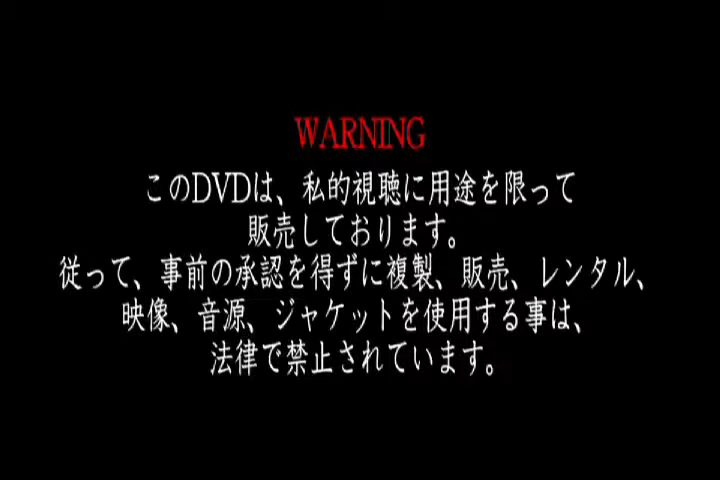 WARNING
このDVDは、私的視聴に用途を限って
販売しております。
従って、事前の承認を得ずに複製、販売、レンタル、
映像、音源、ジャケットを使用する事は、
法律で禁止されています。